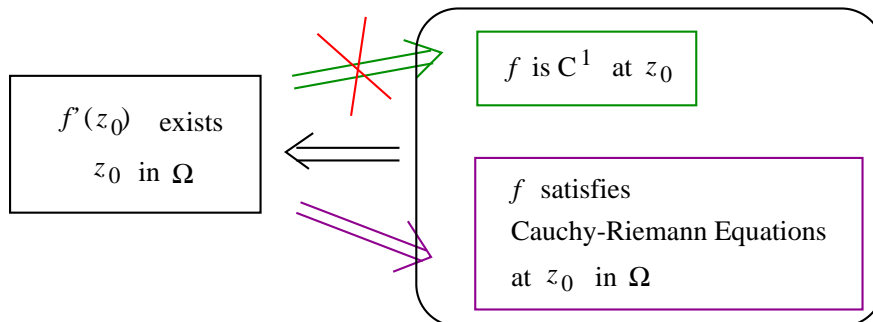 f'(z₀) exists
z₀ in Ω
f is C¹ at z₀
f satisfies
Cauchy-Riemann Equations
at z₀ in Ω